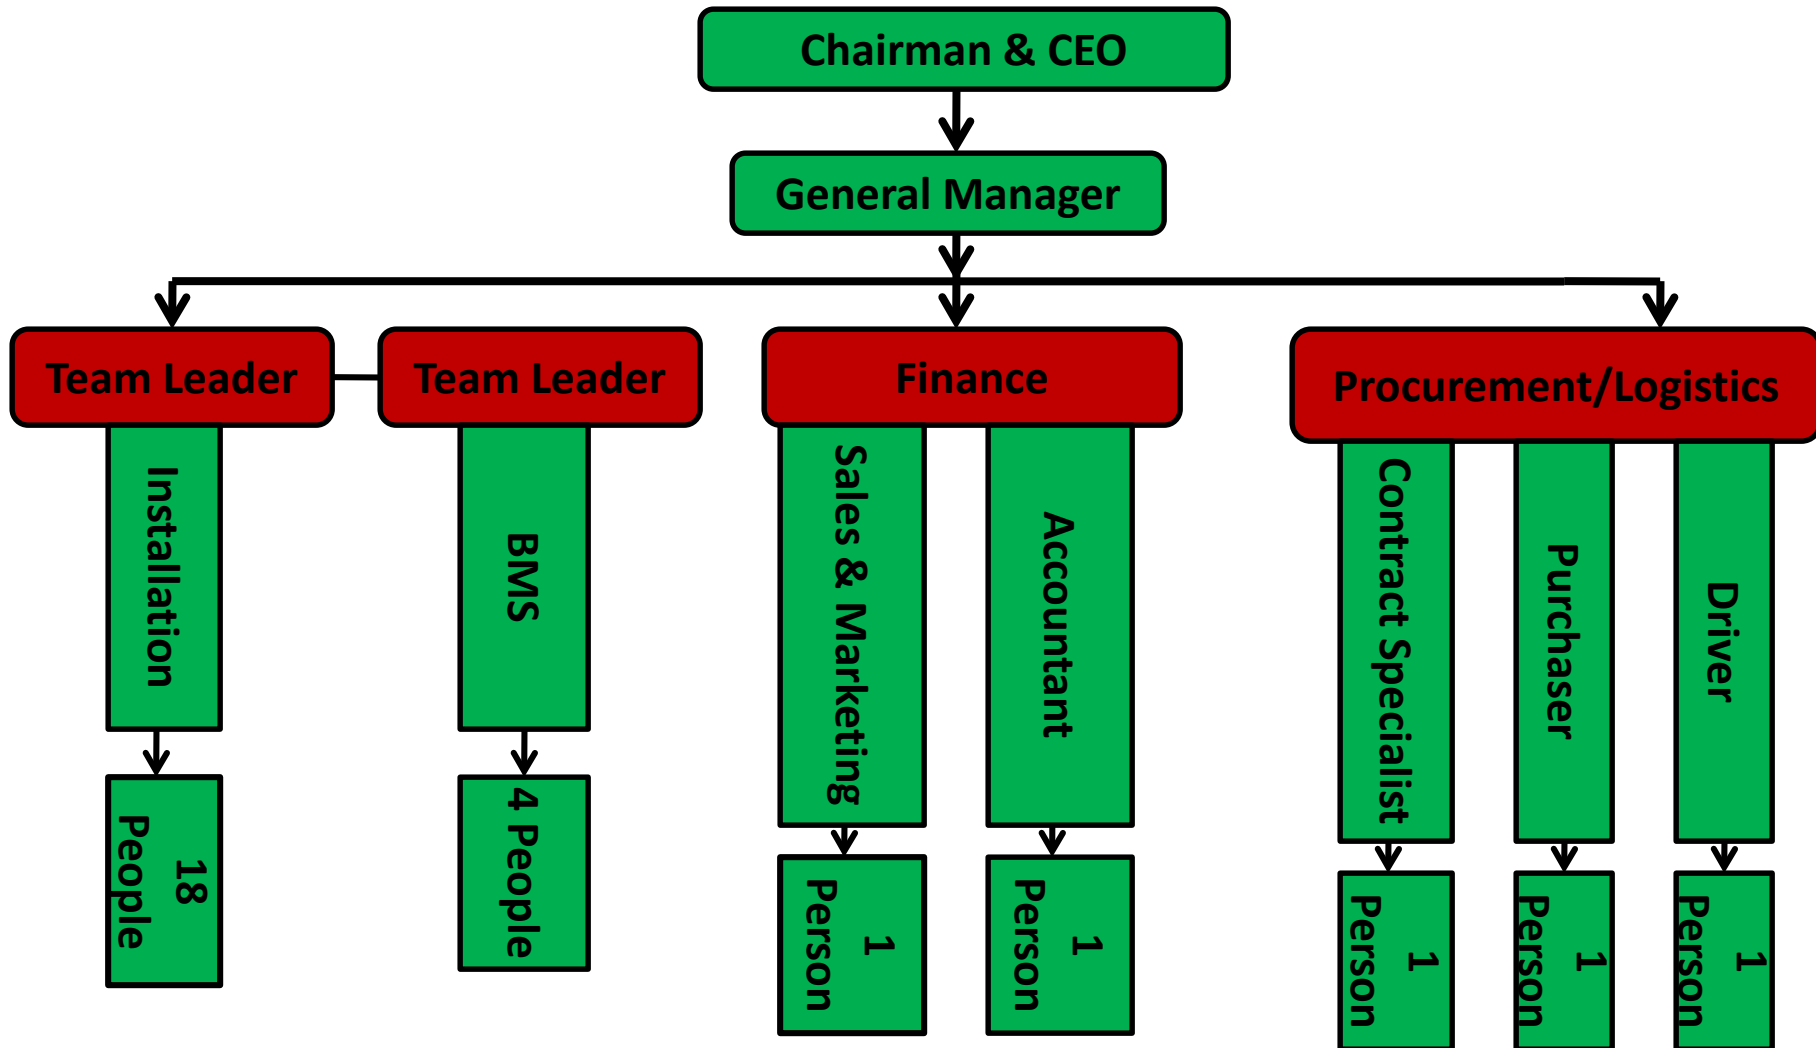 Chairman & CEO
General Manager
Team Leader
Team Leader
Finance
Procurement/Logistics
Installation
BMS
Sales & Marketing
Accountant
Contract Specialist
Purchaser
Driver
18
People
4 People
1
Person
1
Person
1
Person
1
Person
1
Person